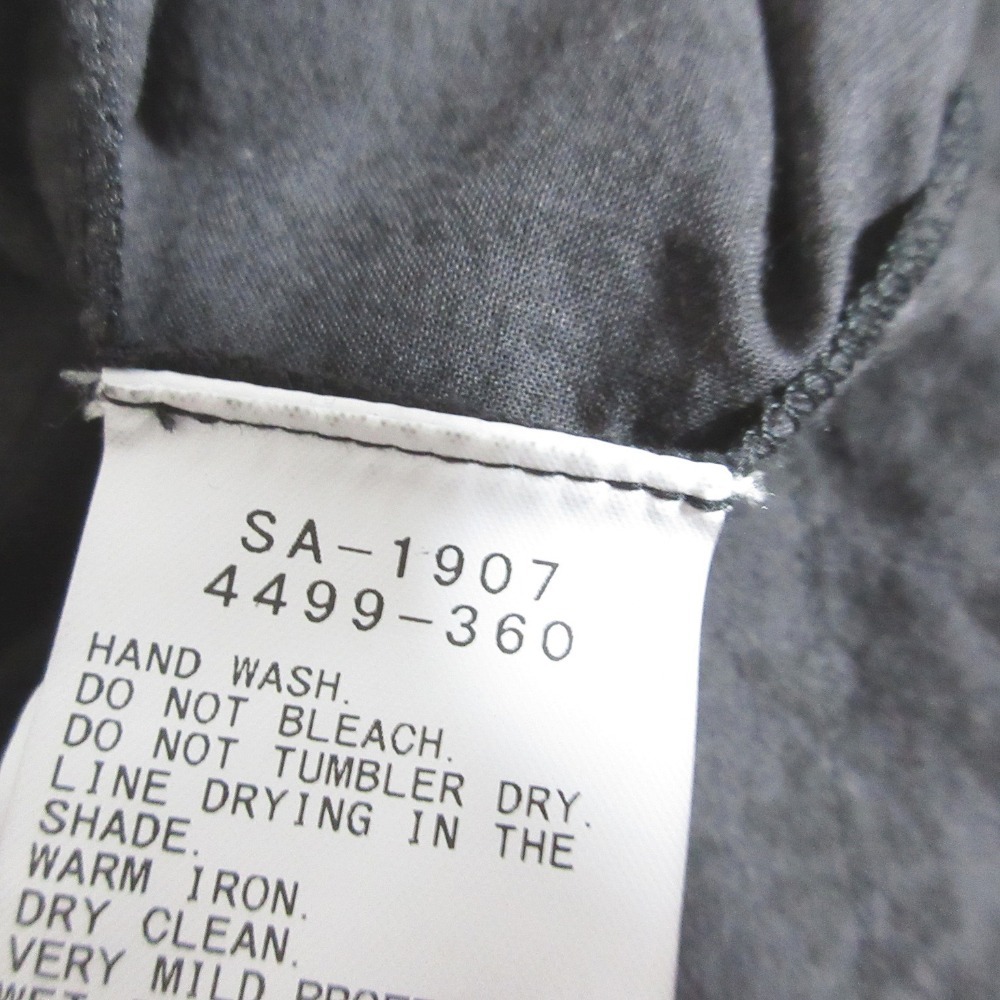 SA-1907
4499-360
HAND WASH.
DO NOT BLEACH.
DO NOT TUMBLER DRY.
LINE DRYING IN THE
SHADE.
WARM IRON.
DRY CLEAN.
VERY MILD